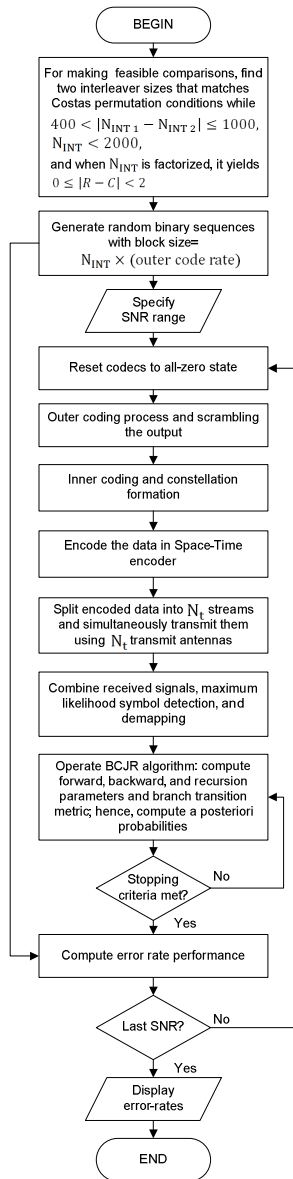 BEGIN
For making feasible comparisons, find
two interleaver sizes that matches
Costas permutation conditions while
400 < |N_INT 1 − N_INT 2| ≤ 1000,
N_INT < 2000,
and when N_INT is factorized, it yields
0 ≤ |R − C| < 2
Generate random binary sequences
with block size=
N_INT × (outer code rate)
Specify
SNR range
Reset codecs to all-zero state
Outer coding process and scrambling
the output
Inner coding and constellation
formation
Encode the data in Space-Time
encoder
Split encoded data into N_t streams
and simultaneously transmit them
using N_t transmit antennas
Combine received signals, maximum
likelihood symbol detection, and
demapping
Operate BCJR algorithm: compute
forward, backward, and recursion
parameters and branch transition
metric; hence, compute a posteriori
probabilities
Stopping
criteria met?
No
Yes
Compute error rate performance
Last SNR?
No
Yes
Display
error-rates
END